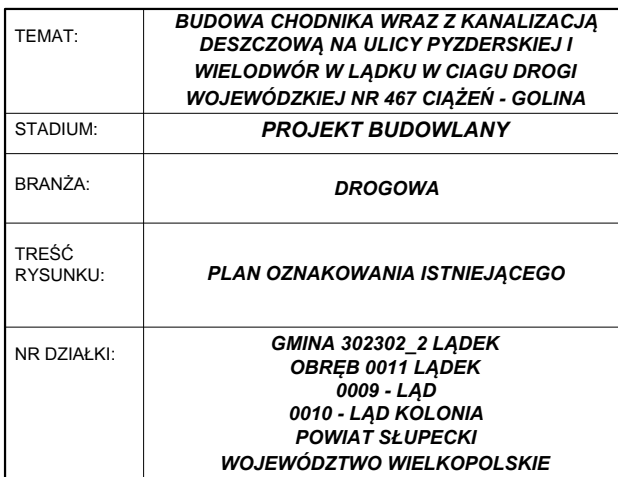 TEMAT:
BUDOWA CHODNIKA WRAZ Z KANALIZACJĄ
DESZCZOWĄ NA ULICY PYZDERSKIEJ I
WIELODWÓR W LĄDKU W CIAGU DROGI
WOJEWÓDZKIEJ NR 467 CIĄŻEŃ - GOLINA
STADIUM:
PROJEKT BUDOWLANY
BRANŻA:
DROGOWA
TREŚĆ
RYSUNKU:
PLAN OZNAKOWANIA ISTNIEJĄCEGO
NR DZIAŁKI:
GMINA 302302_2 LĄDEK
OBRĘB 0011 LĄDEK
0009 - LĄD
0010 - LĄD KOLONIA
POWIAT SŁUPECKI
WOJEWÓDZTWO WIELKOPOLSKIE